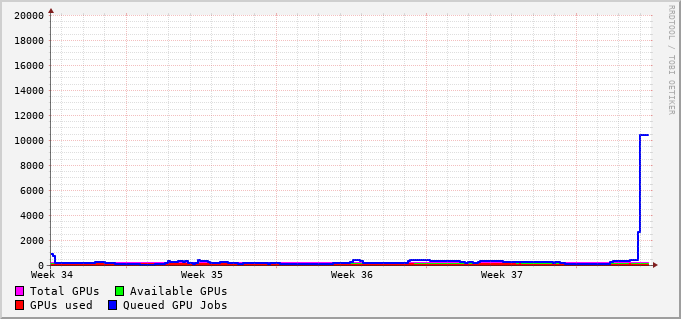 20000
18000
16000
14000
12000
10000
8000
6000
4000
2000
0
Week 34 Week 35 Week 36 Week 37
Total GPUs Available GPUs
GPUs used Queued GPU Jobs
RRDTOOL / TOBI OETIKER